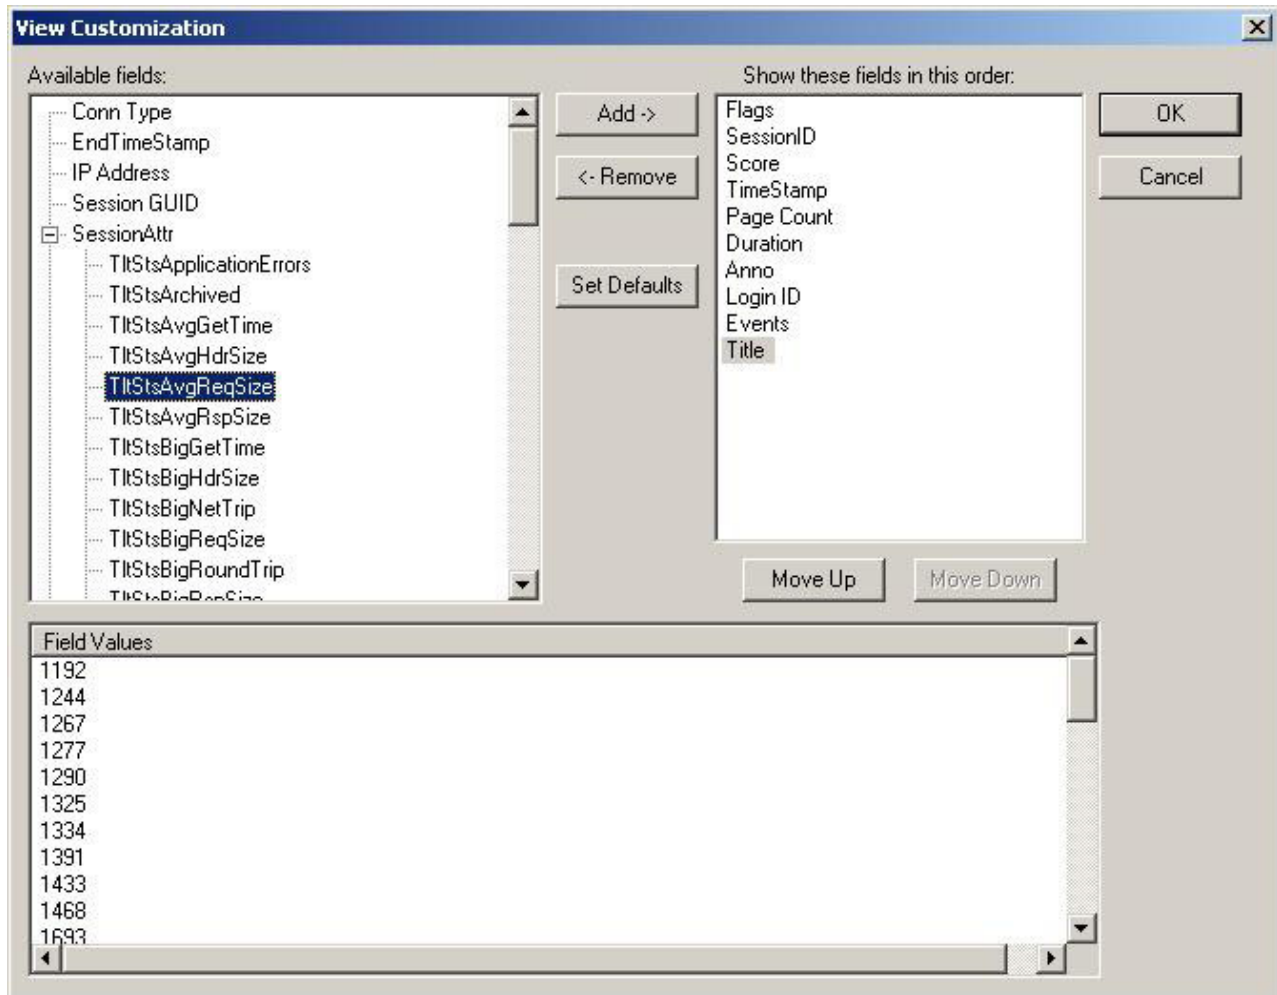 View Customization
Available fields:
Show these fields in this order:
Conn Type
EndTimeStamp
IP Address
Session GUID
SessionAttr
TltStsApplicationErrors
TltStsArchived
TltStsAvgGetTime
TltStsAvgHdrSize
TltStsAvgReqSize
TltStsAvgRspSize
TltStsBigGetTime
TltStsBigHdrSize
TltStsBigNetTrip
TltStsBigReqSize
TltStsBigRoundTrip
TltStsBigRspSize
Add ->
<- Remove
Set Defaults
Flags
SessionID
Score
TimeStamp
Page Count
Duration
Anno
Login ID
Events
Title
OK
Cancel
Move Up
Move Down
Field Values
1192
1244
1267
1277
1290
1325
1334
1391
1433
1468
1693